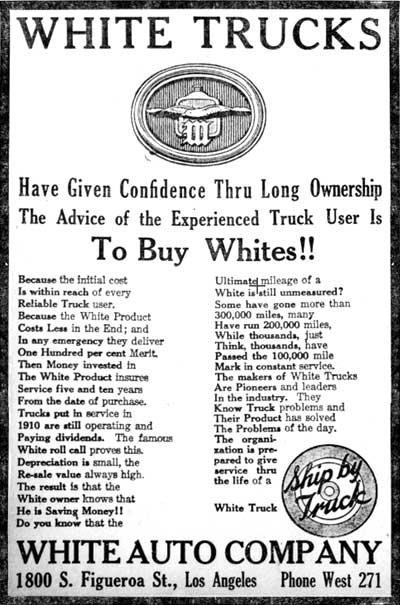 WHITE TRUCKS
Have Given Confidence Thru Long Ownership
The Advice of the Experienced Truck User Is
To Buy Whites!!
Because the initial cost
Is within reach of every
Reliable Truck user.
Because the White Product
Costs Less in the End; and
In any emergency they deliver
One Hundred per cent Merit.
Then Money invested in
The White Product insures
Service five and ten years
From the date of purchase.
Trucks put in service in
1910 are still operating and
Paying dividends. The famous
White roll call proves this.
Depreciation is small, the
Re-sale value always high.
The result is that the
White owner knows that
He is Saving Money!!
Do you know that the
Ultimate mileage of a
White is still unmeasured?
Some have gone more than
300,000 miles, many
Have run 200,000 miles,
While thousands, just
Think, thousands, have
Passed the 100,000 mile
Mark in constant service.
The makers of White Trucks
Are Pioneers and leaders
In the industry. They
Know Truck problems and
Their Product has solved
The Problems of the day.
The organi-
zation is pre-
pared to give
service thru
the life of a
White Truck
Ship by
Truck
WHITE AUTO COMPANY
1800 S. Figueroa St., Los Angeles Phone West 271